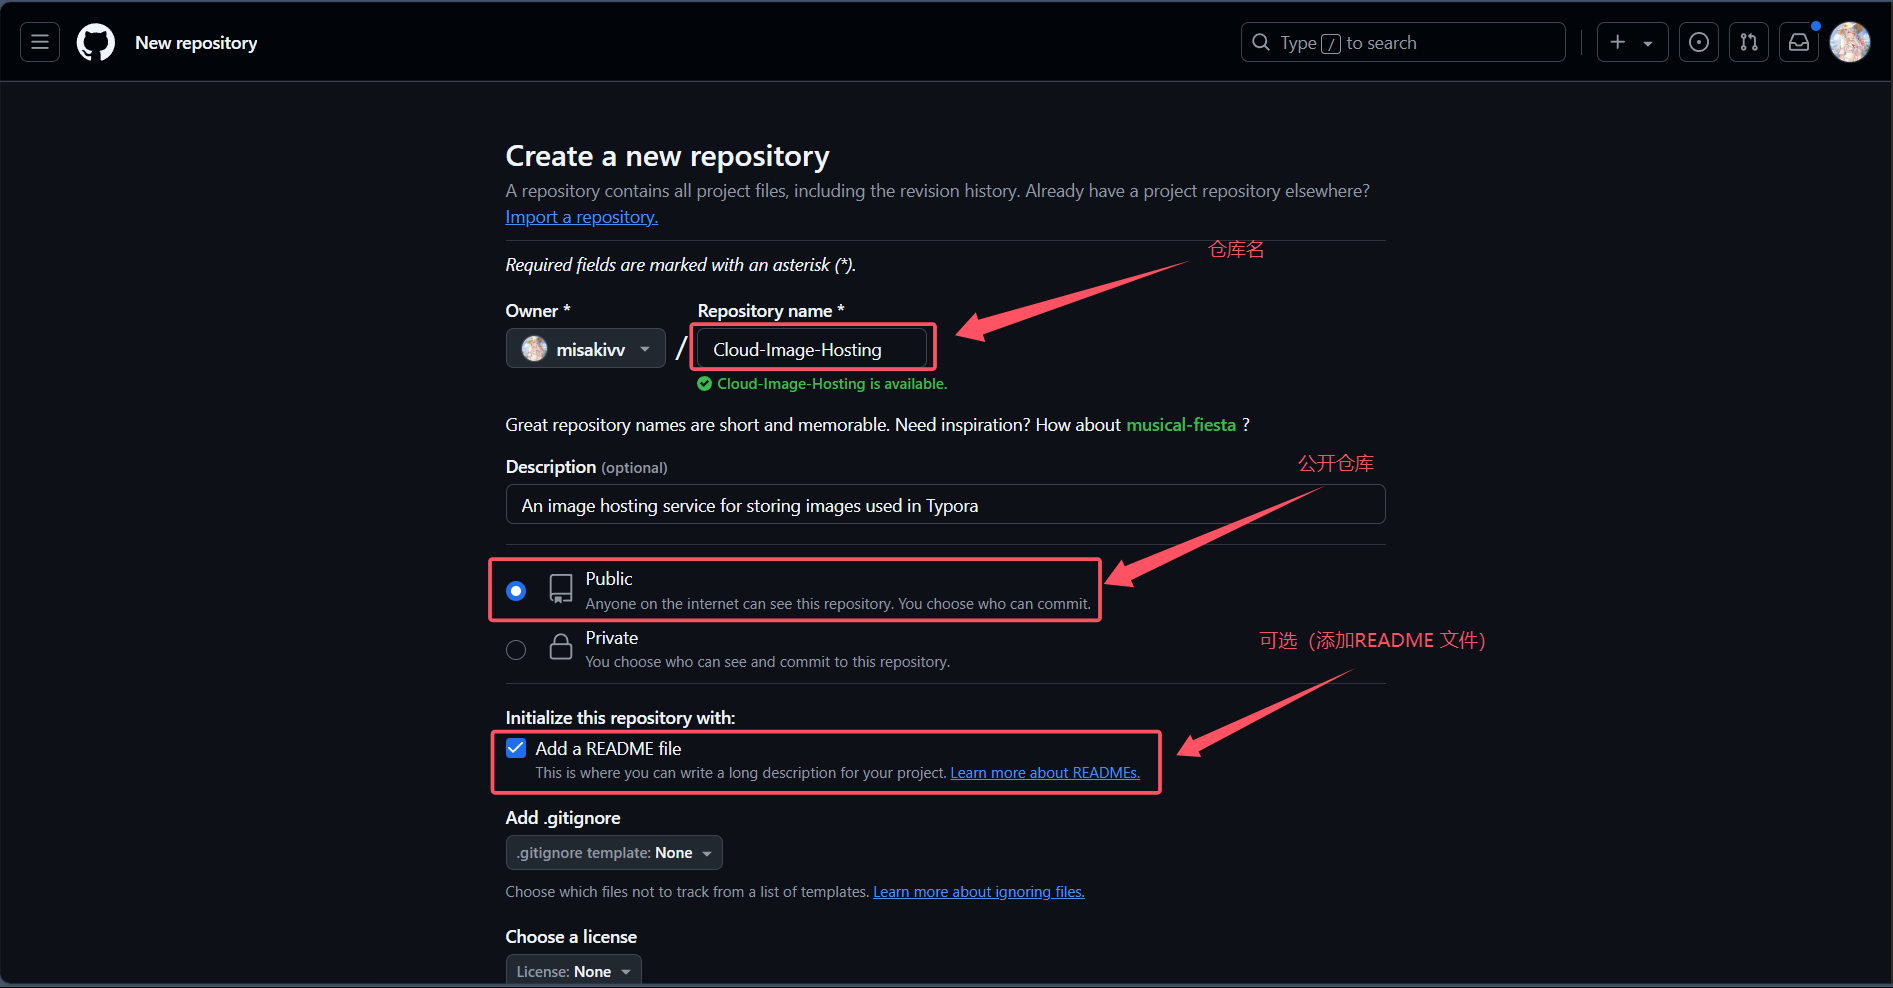 New repository
Type / to search
Create a new repository
A repository contains all project files, including the revision history. Already have a project repository elsewhere?
Import a repository.
仓库名
Required fields are marked with an asterisk (*).
Owner *
Repository name *
misakivv
/
Cloud-Image-Hosting
Cloud-Image-Hosting is available.
Great repository names are short and memorable. Need inspiration? How about musical-fiesta ?
Description (optional)
公开仓库
An image hosting service for storing images used in Typora
Public
Anyone on the internet can see this repository. You choose who can commit.
Private
You choose who can see and commit to this repository.
可选（添加README 文件）
Initialize this repository with:
Add a README file
This is where you can write a long description for your project. Learn more about READMEs.
Add .gitignore
.gitignore template: None
Choose which files not to track from a list of templates. Learn more about ignoring files.
Choose a license
License: None